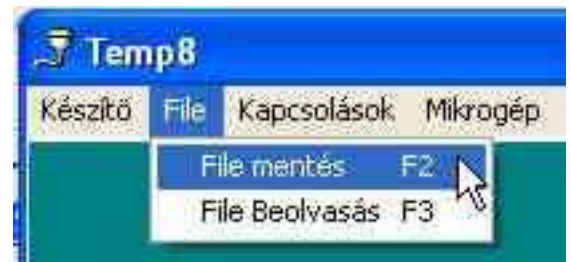 Temp8
Készítő File Kapcsolások Mikrogép
File mentés F2
File Beolvasás F3